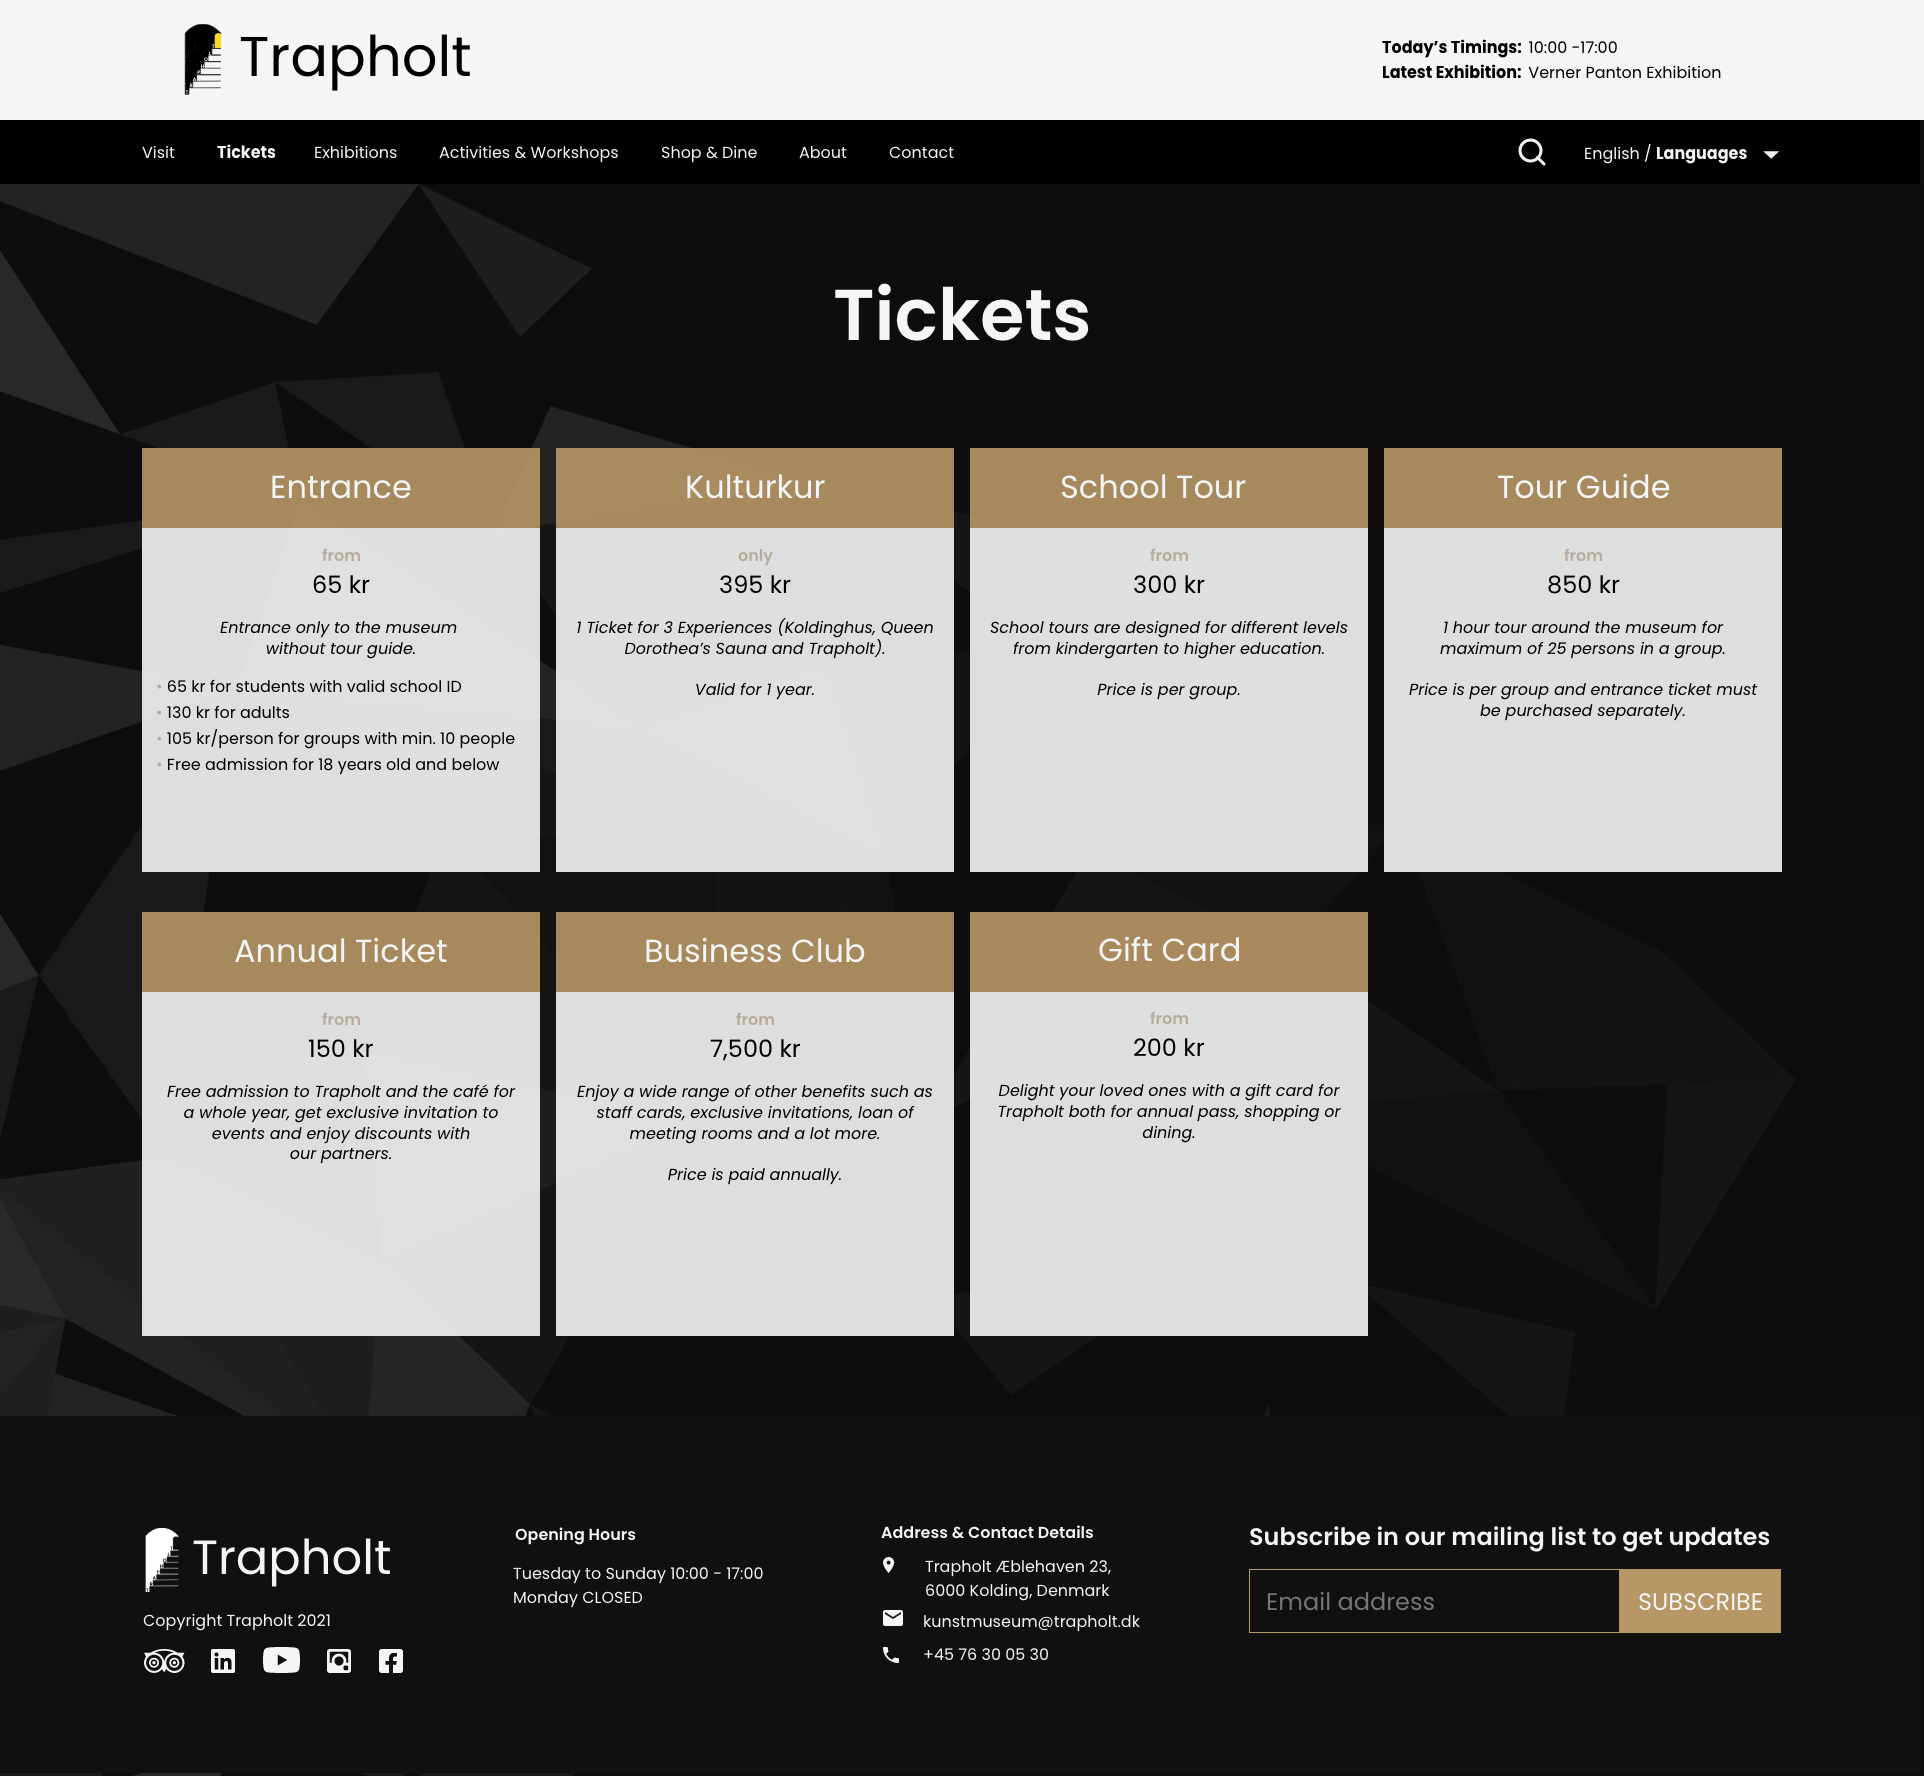 Trapholt
Today’s Timings: 10:00 -17:00
Latest Exhibition: Verner Panton Exhibition
Visit Tickets Exhibitions Activities & Workshops Shop & Dine About Contact English / Languages
Tickets
Entrance
from
65 kr
Entrance only to the museum
without tour guide.
• 65 kr for students with valid school ID
• 130 kr for adults
• 105 kr/person for groups with min. 10 people
• Free admission for 18 years old and below
Kulturkur
only
395 kr
1 Ticket for 3 Experiences (Koldinghus, Queen
Dorothea’s Sauna and Trapholt).
Valid for 1 year.
School Tour
from
300 kr
School tours are designed for different levels
from kindergarten to higher education.
Price is per group.
Tour Guide
from
850 kr
1 hour tour around the museum for
maximum of 25 persons in a group.
Price is per group and entrance ticket must
be purchased separately.
Annual Ticket
from
150 kr
Free admission to Trapholt and the café for
a whole year, get exclusive invitation to
events and enjoy discounts with
our partners.
Business Club
from
7,500 kr
Enjoy a wide range of other benefits such as
staff cards, exclusive invitations, loan of
meeting rooms and a lot more.
Price is paid annually.
Gift Card
from
200 kr
Delight your loved ones with a gift card for
Trapholt both for annual pass, shopping or
dining.
Trapholt
Copyright Trapholt 2021
Opening Hours
Tuesday to Sunday 10:00 - 17:00
Monday CLOSED
Address & Contact Details
Trapholt Æblehaven 23,
6000 Kolding, Denmark
kunstmuseum@trapholt.dk
+45 76 30 05 30
Subscribe in our mailing list to get updates
Email address SUBSCRIBE